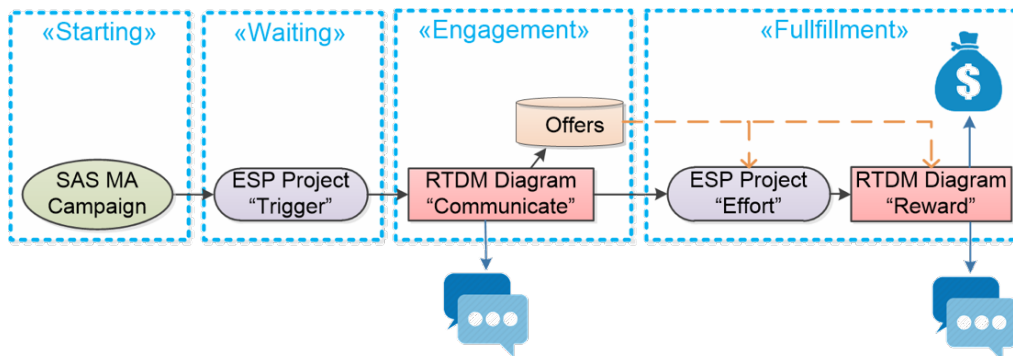 «Starting»
«Waiting»
«Engagement»
«Fullfillment»
$
Offers
SAS MA
Campaign
ESP Project
“Trigger”
RTDM Diagram
“Communicate”
ESP Project
“Effort”
RTDM Diagram
“Reward”